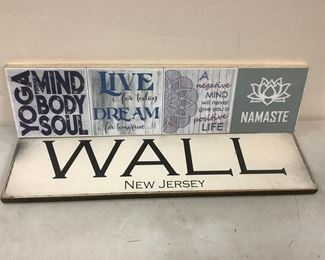 YOGA
MIND
BODY
SOUL
LIVE
for today
DREAM
for tomorrow...
A
negative
MIND
will never
give you a
positive
LIFE
NAMASTE
WALL
NEW JERSEY